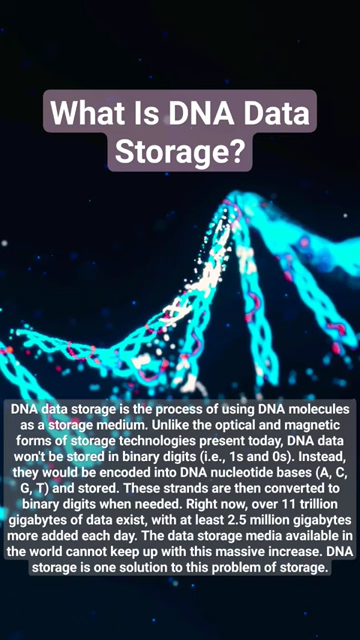 What Is DNA Data
Storage?
DNA data storage is the process of using DNA molecules
as a storage medium. Unlike the optical and magnetic
forms of storage technologies present today, DNA data
won't be stored in binary digits (i.e., 1s and 0s). Instead,
they would be encoded into DNA nucleotide bases (A, C,
G, T) and stored. These strands are then converted to
binary digits when needed. Right now, over 11 trillion
gigabytes of data exist, with at least 2.5 million gigabytes
more added each day. The data storage media available in
the world cannot keep up with this massive increase. DNA
storage is one solution to this problem of storage.